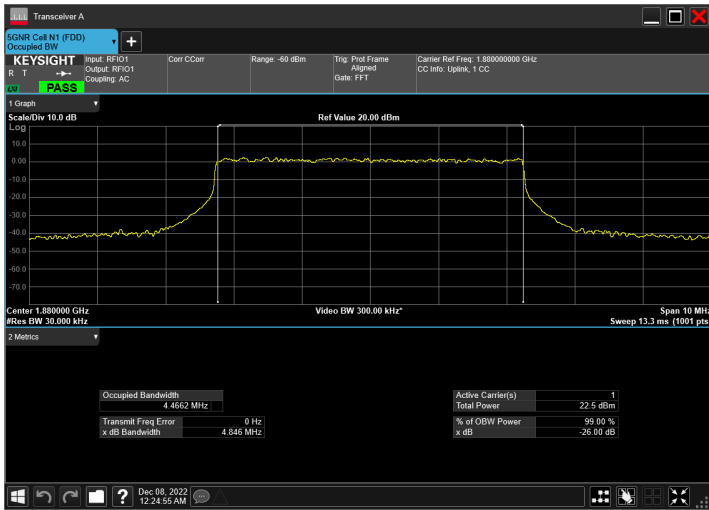 Transceiver A
5GNR Cell N1 (FDD)
Occupied BW
KEYSIGHT
R T
PASS
Input: RFIO1
Output: RFIO1
Coupling: AC
Corr CCorr
Range: -60 dBm
Trig: Prot Frame
Aligned
Gate: FFT
Carrier Ref Freq: 1.880000000 GHz
CC Info: Uplink, 1 CC
1 Graph
Scale/Div 10.0 dB
Ref Value 20.00 dBm
Log
10.0
0.00
-10.0
-20.0
-30.0
-40.0
-50.0
-60.0
-70.0
Center 1.880000 GHz
Video BW 300.00 kHz*
Span 10 MHz
#Res BW 30.000 kHz
Sweep 13.3 ms (1001 pts
2 Metrics
Occupied Bandwidth
4.4662 MHz
Active Carrier(s) 1
Total Power 22.5 dBm
Transmit Freq Error 0 Hz
x dB Bandwidth 4.846 MHz
% of OBW Power 99.00 %
x dB -26.00 dB
?
Dec 08, 2022
12:24:55 AM